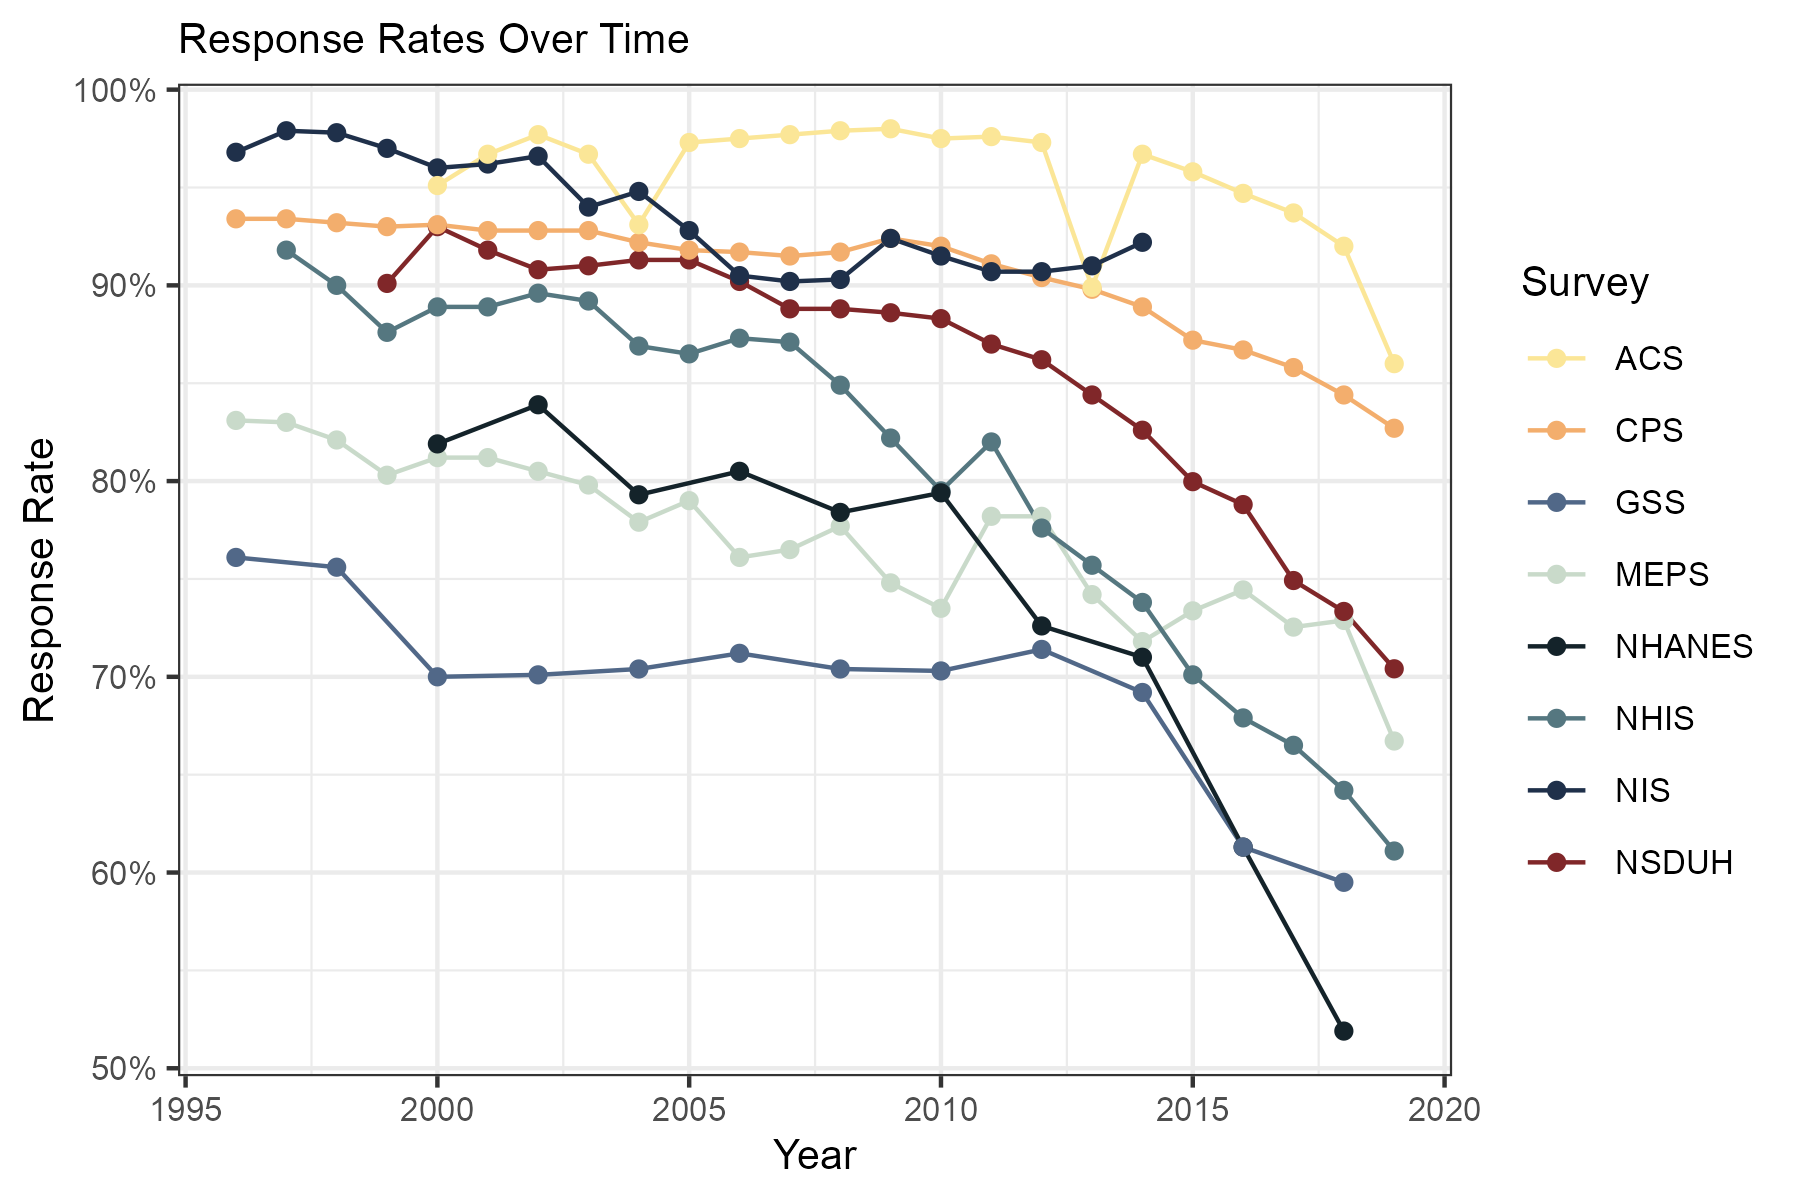 Response Rates Over Time
100%
90%
80%
70%
60%
50%
Response Rate
1995 2000 2005 2010 2015 2020
Year
Survey
ACS
CPS
GSS
MEPS
NHANES
NHIS
NIS
NSDUH